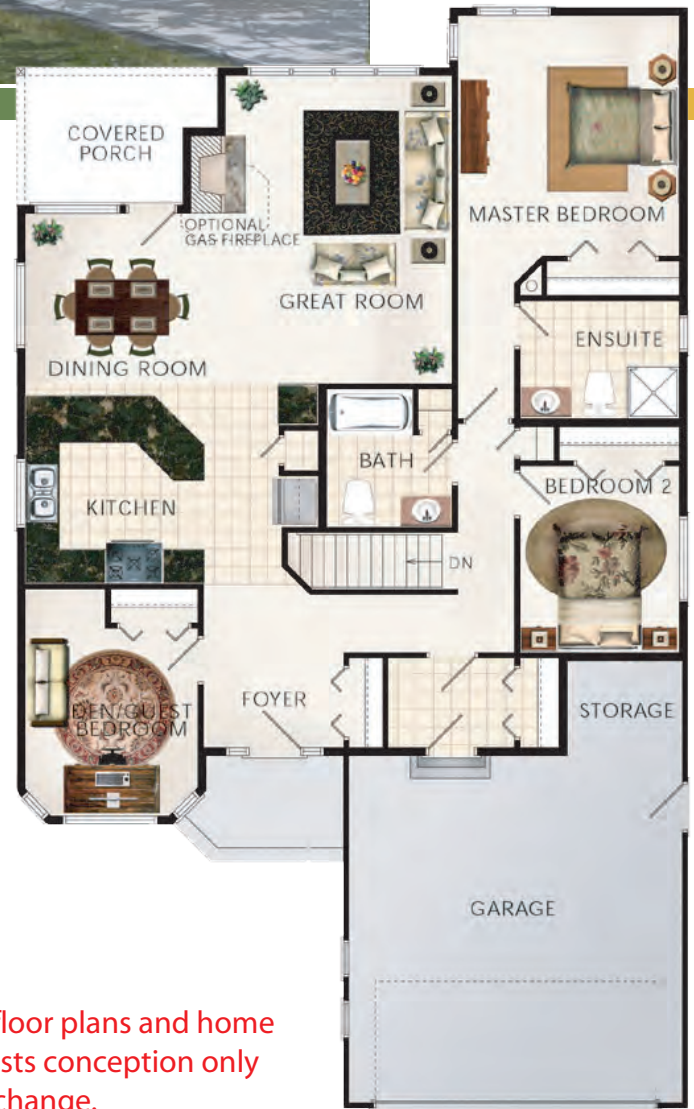 COVERED
PORCH
OPTIONAL
GAS FIREPLACE
GREAT ROOM
MASTER BEDROOM
DINING ROOM
ENSUITE
BATH
KITCHEN
BEDROOM 2
DN
DEN/GUEST
BEDROOM
FOYER
STORAGE
GARAGE
floor plans and home
sts conception only
change.